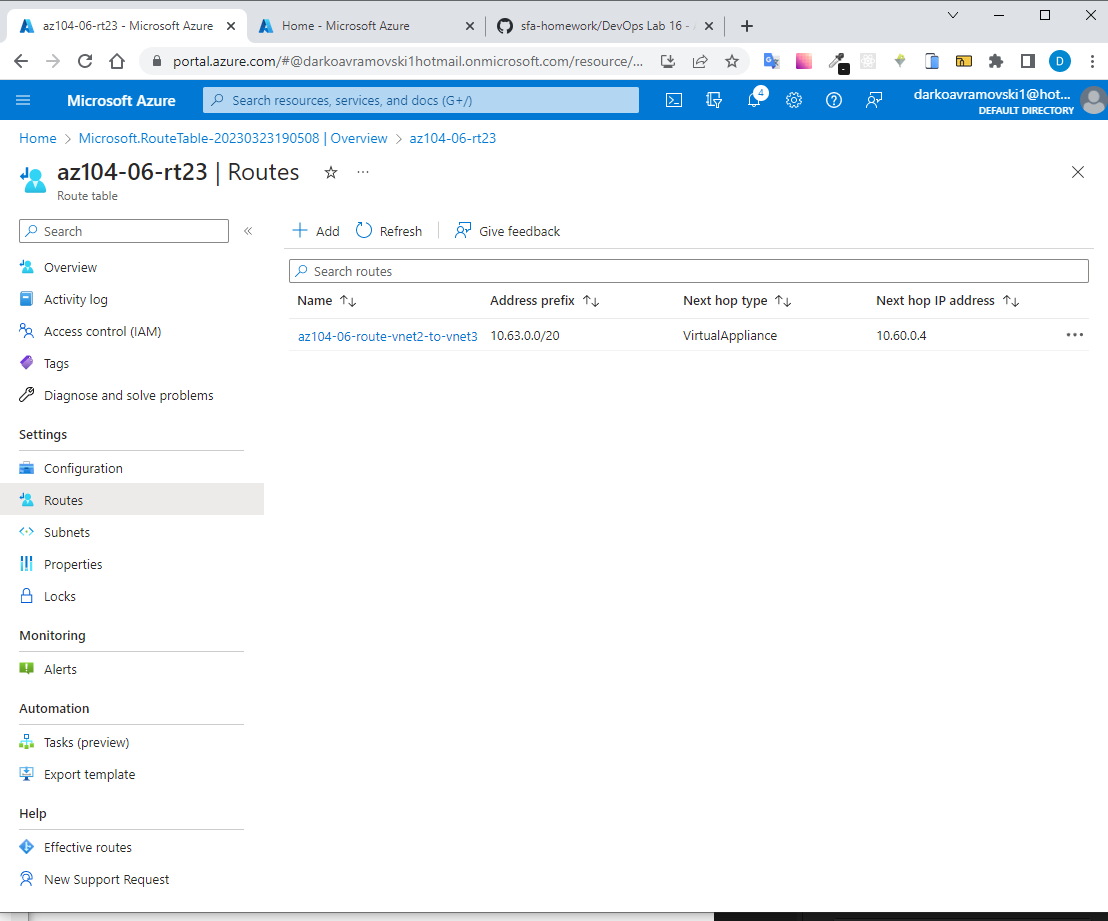 az104-06-rt23 - Microsoft Azure
Home - Microsoft Azure
sfa-homework/DevOps Lab 16 -
portal.azure.com/#@darkoavramovski1hotmail.onmicrosoft.com/resource/...
D
Microsoft Azure
Search resources, services, and docs (G+/)
4
darkoavramovski1@hot...
DEFAULT DIRECTORY
Home > Microsoft.RouteTable-20230323190508 | Overview > az104-06-rt23
az104-06-rt23 | Routes
Route table
Search
«
Add
Refresh
Give feedback
Search routes
Name Address prefix Next hop type Next hop IP address
az104-06-route-vnet2-to-vnet3 10.63.0.0/20 VirtualAppliance 10.60.0.4
Overview
Activity log
Access control (IAM)
Tags
Diagnose and solve problems
Settings
Configuration
Routes
Subnets
Properties
Locks
Monitoring
Alerts
Automation
Tasks (preview)
Export template
Help
Effective routes
New Support Request